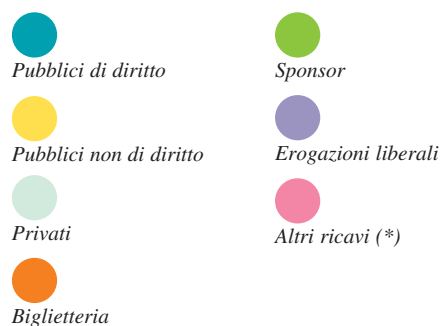 Pubblici di diritto
Pubblici non di diritto
Privati
Biglietteria
Sponsor
Erogazioni liberali
Altri ricavi (*)